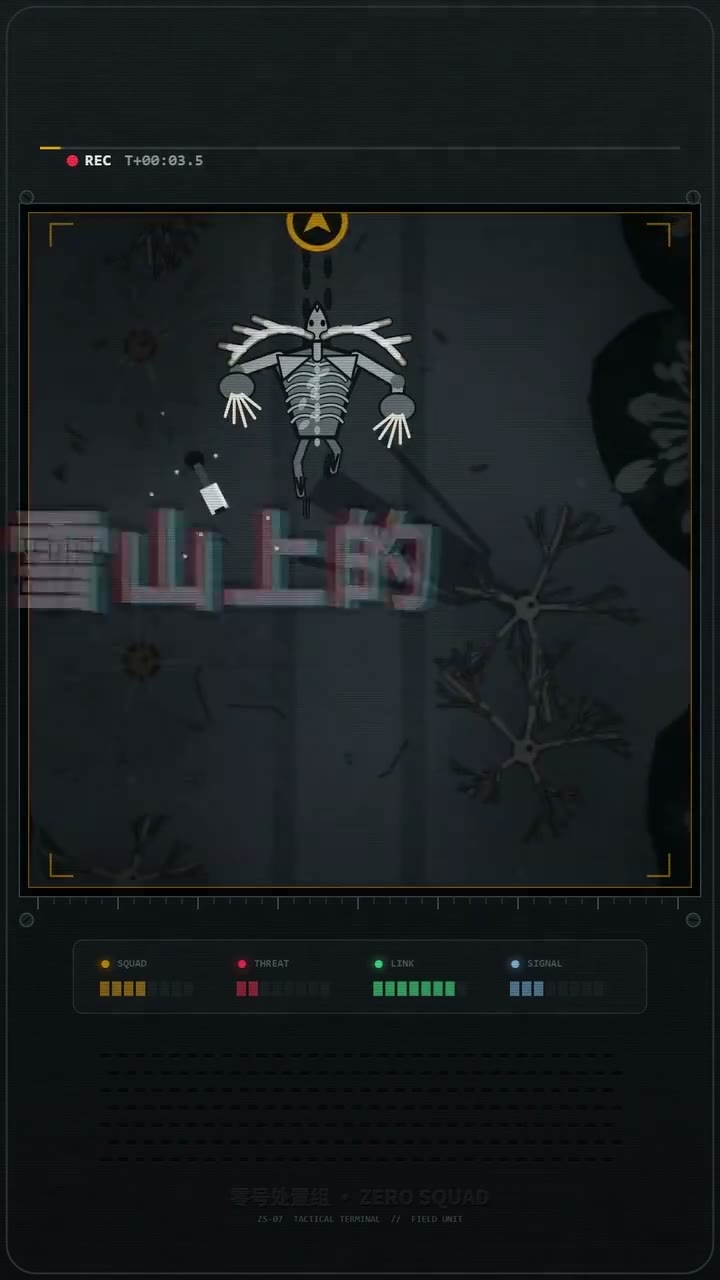 REC T+00:03.5
雪山上的
SQUAD THREAT LINK SIGNAL
零号处置组 • ZERO SQUAD
ZS-07 TACTICAL TERMINAL // FIELD UNIT